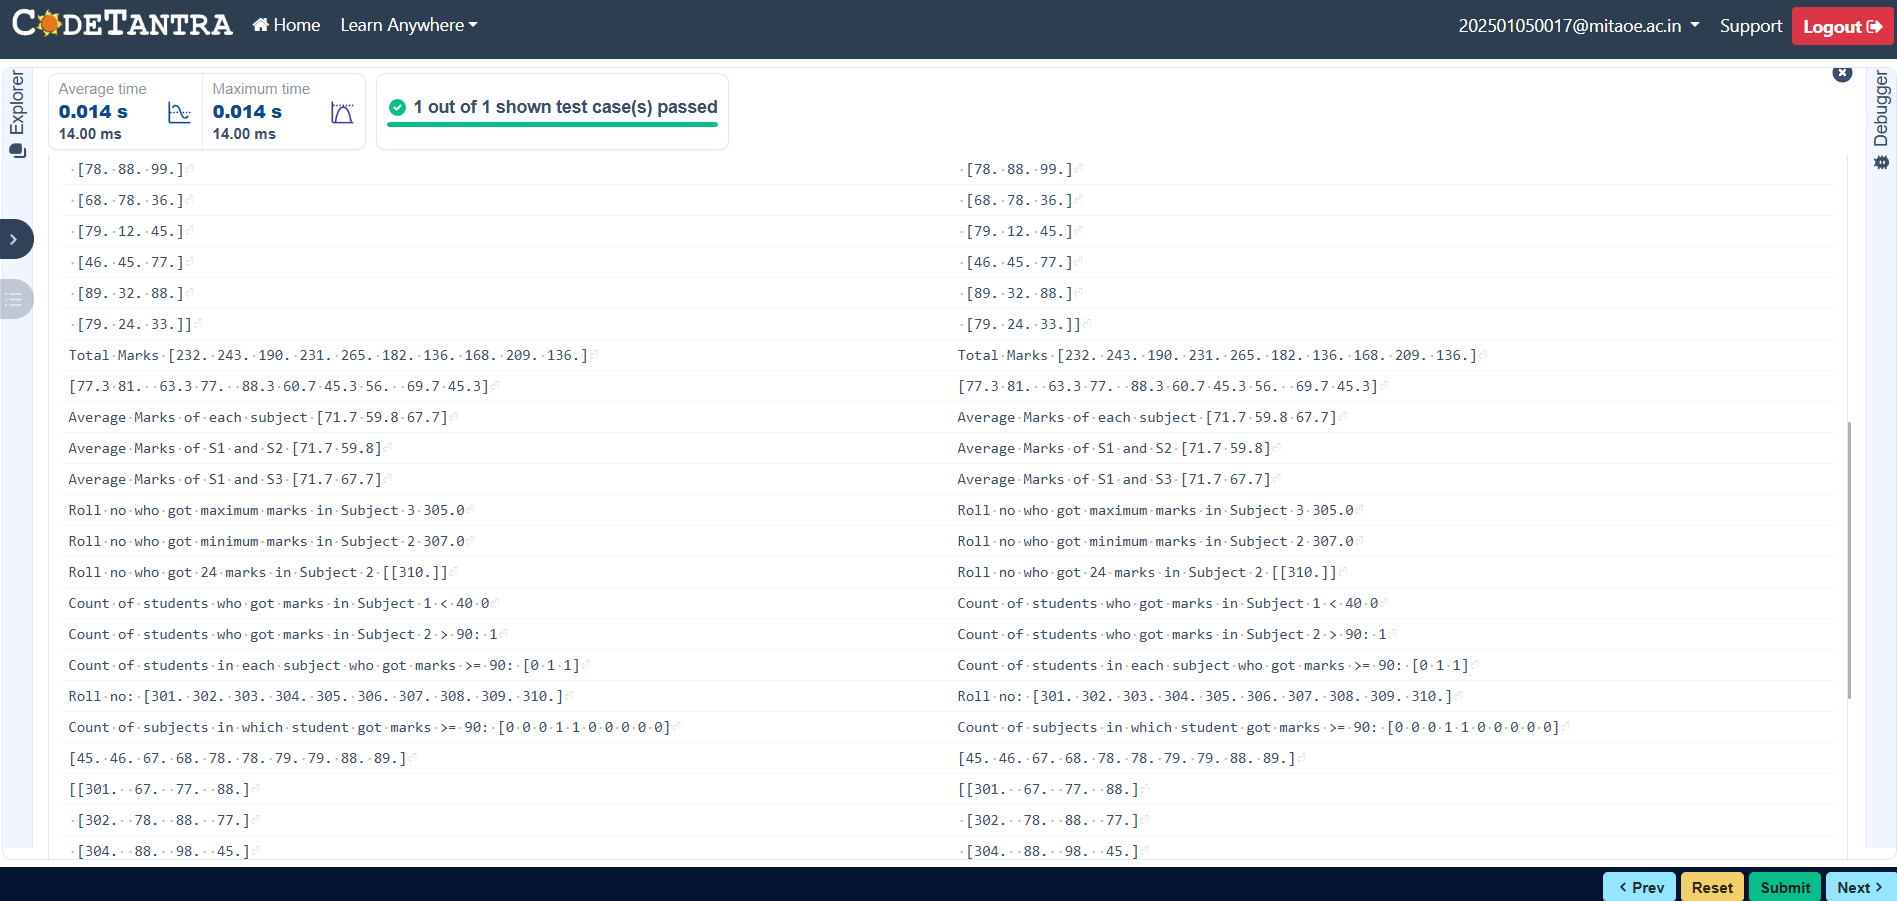 CODETANTRA Home Learn Anywhere 202501050017@mitaoe.ac.in Support Logout
Explorer
Debugger
Average time
0.014 s
14.00 ms
Maximum time
0.014 s
14.00 ms
1 out of 1 shown test case(s) passed
[78. 88. 99.] [78. 88. 99.]
[68. 78. 36.] [68. 78. 36.]
[79. 12. 45.] [79. 12. 45.]
[46. 45. 77.] [46. 45. 77.]
[89. 32. 88.] [89. 32. 88.]
[79. 24. 33.]] [79. 24. 33.]]
Total Marks [232. 243. 190. 231. 265. 182. 136. 168. 209. 136.] Total Marks [232. 243. 190. 231. 265. 182. 136. 168. 209. 136.]
[77.3 81.  63.3 77.  88.3 60.7 45.3 56.  69.7 45.3] [77.3 81.  63.3 77.  88.3 60.7 45.3 56.  69.7 45.3]
Average Marks of each subject [71.7 59.8 67.7] Average Marks of each subject [71.7 59.8 67.7]
Average Marks of S1 and S2 [71.7 59.8] Average Marks of S1 and S2 [71.7 59.8]
Average Marks of S1 and S3 [71.7 67.7] Average Marks of S1 and S3 [71.7 67.7]
Roll no who got maximum marks in Subject 3 305.0 Roll no who got maximum marks in Subject 3 305.0
Roll no who got minimum marks in Subject 2 307.0 Roll no who got minimum marks in Subject 2 307.0
Roll no who got 24 marks in Subject 2 [[310.]] Roll no who got 24 marks in Subject 2 [[310.]]
Count of students who got marks in Subject 1 < 40 0 Count of students who got marks in Subject 1 < 40 0
Count of students who got marks in Subject 2 > 90: 1 Count of students who got marks in Subject 2 > 90: 1
Count of students in each subject who got marks >= 90: [0 1 1] Count of students in each subject who got marks >= 90: [0 1 1]
Roll no: [301. 302. 303. 304. 305. 306. 307. 308. 309. 310.] Roll no: [301. 302. 303. 304. 305. 306. 307. 308. 309. 310.]
Count of subjects in which student got marks >= 90: [0 0 0 1 1 0 0 0 0 0] Count of subjects in which student got marks >= 90: [0 0 0 1 1 0 0 0 0 0]
[45. 46. 67. 68. 78. 78. 79. 79. 88. 89.] [45. 46. 67. 68. 78. 78. 79. 79. 88. 89.]
[[301.  67.  77.  88.] [[301.  67.  77.  88.]
[302.  78.  88.  77.] [302.  78.  88.  77.]
[304.  88.  98.  45.] [304.  88.  98.  45.]
Prev Reset Submit Next